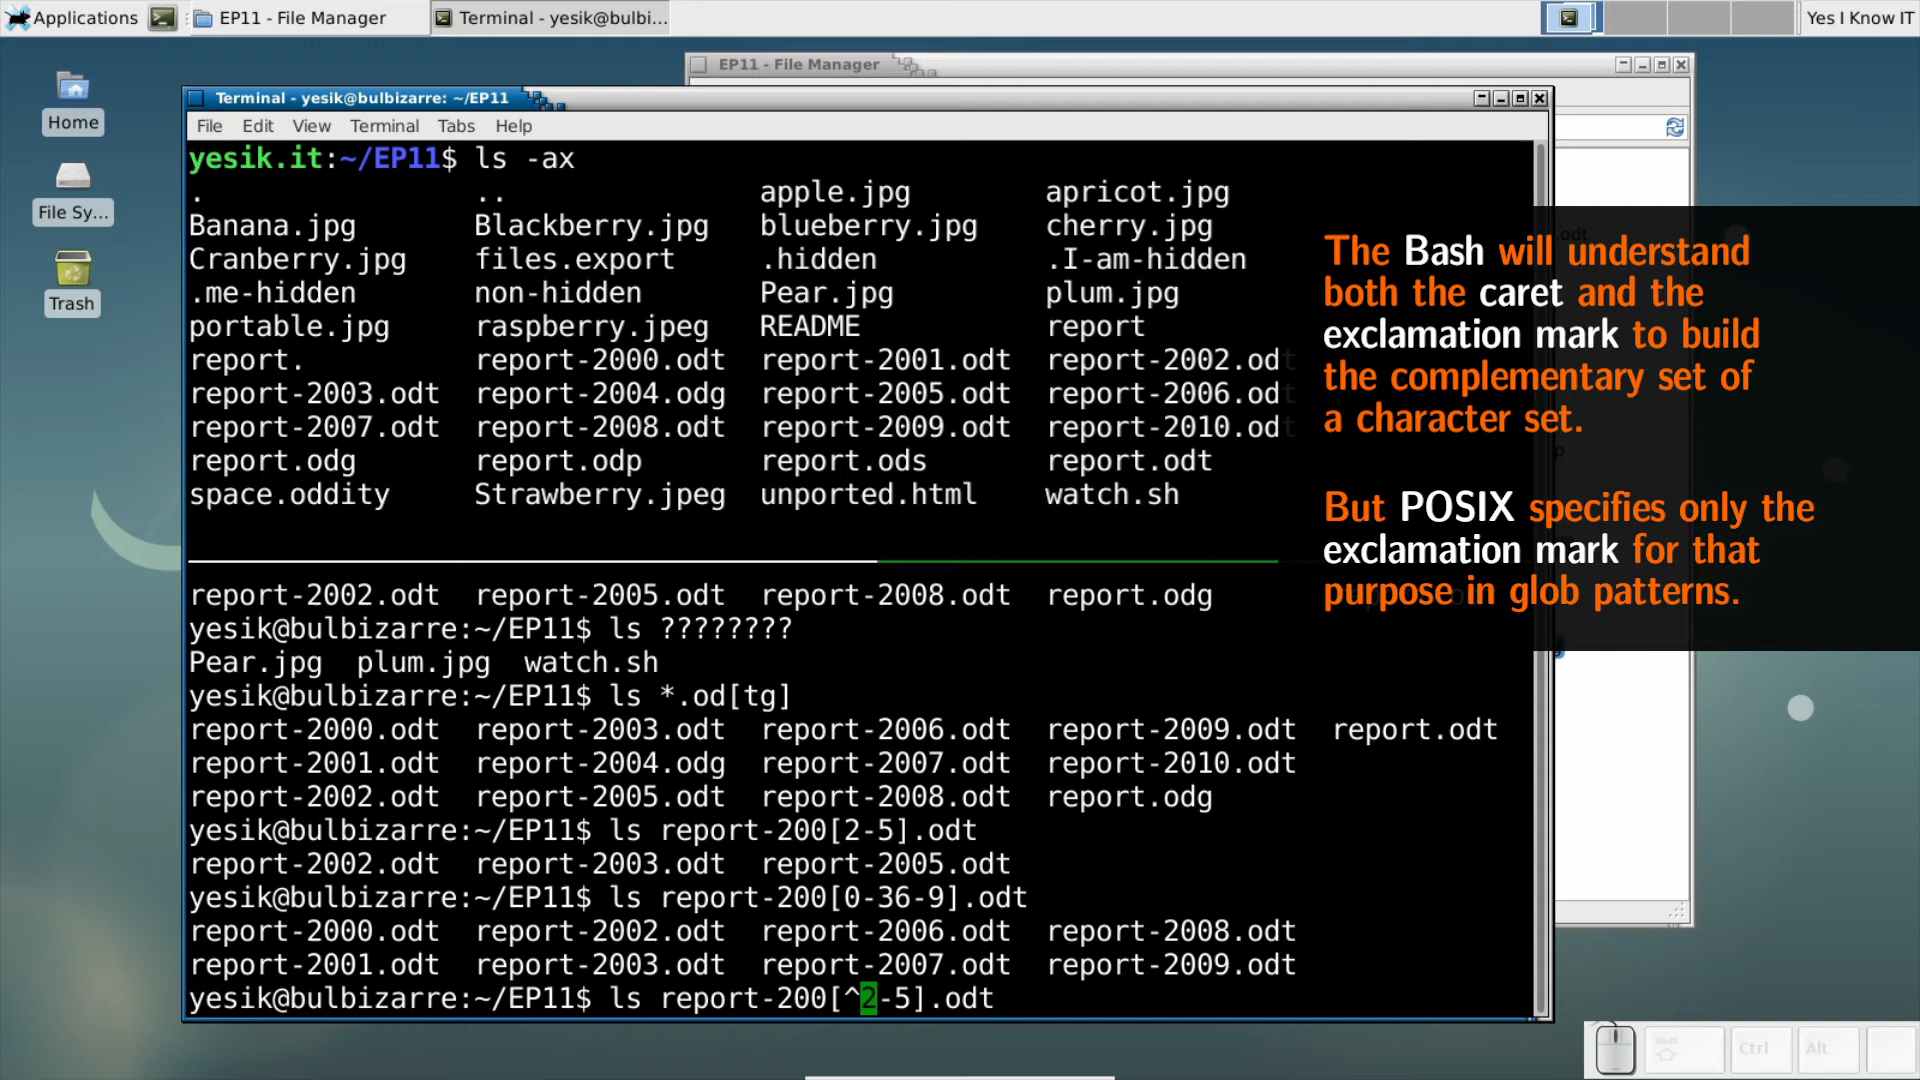 Applications
EP11 - File Manager
Terminal - yesik@bulbi...
Yes I Know IT
EP11 - File Manager
Home
File Sy...
Trash
Terminal - yesik@bulbizarre: ~/EP11
File Edit View Terminal Tabs Help
yesik.it:~/EP11$ ls -ax
. .. apple.jpg apricot.jpg
Banana.jpg Blackberry.jpg blueberry.jpg cherry.jpg
Cranberry.jpg files.export .hidden .I-am-hidden
.me-hidden non-hidden Pear.jpg plum.jpg
portable.jpg raspberry.jpeg README report
report. report-2000.odt report-2001.odt report-2002.odt
report-2003.odt report-2004.odg report-2005.odt report-2006.odt
report-2007.odt report-2008.odt report-2009.odt report-2010.odt
report.odg report.odp report.ods report.odt
space.oddity Strawberry.jpeg unported.html watch.sh
report-2002.odt report-2005.odt report-2008.odt report.odg
yesik@bulbizarre:~/EP11$ ls ????????
Pear.jpg plum.jpg watch.sh
yesik@bulbizarre:~/EP11$ ls *.od[tg]
report-2000.odt report-2003.odt report-2006.odt report-2009.odt report.odt
report-2001.odt report-2004.odg report-2007.odt report-2010.odt
report-2002.odt report-2005.odt report-2008.odt report.odg
yesik@bulbizarre:~/EP11$ ls report-200[2-5].odt
report-2002.odt report-2003.odt report-2005.odt
yesik@bulbizarre:~/EP11$ ls report-200[0-36-9].odt
report-2000.odt report-2002.odt report-2006.odt report-2008.odt
report-2001.odt report-2003.odt report-2007.odt report-2009.odt
yesik@bulbizarre:~/EP11$ ls report-200[^2-5].odt
The Bash will understand
both the caret and the
exclamation mark to build
the complementary set of
a character set.
But POSIX specifies only the
exclamation mark for that
purpose in glob patterns.
Shift
Ctrl
Alt